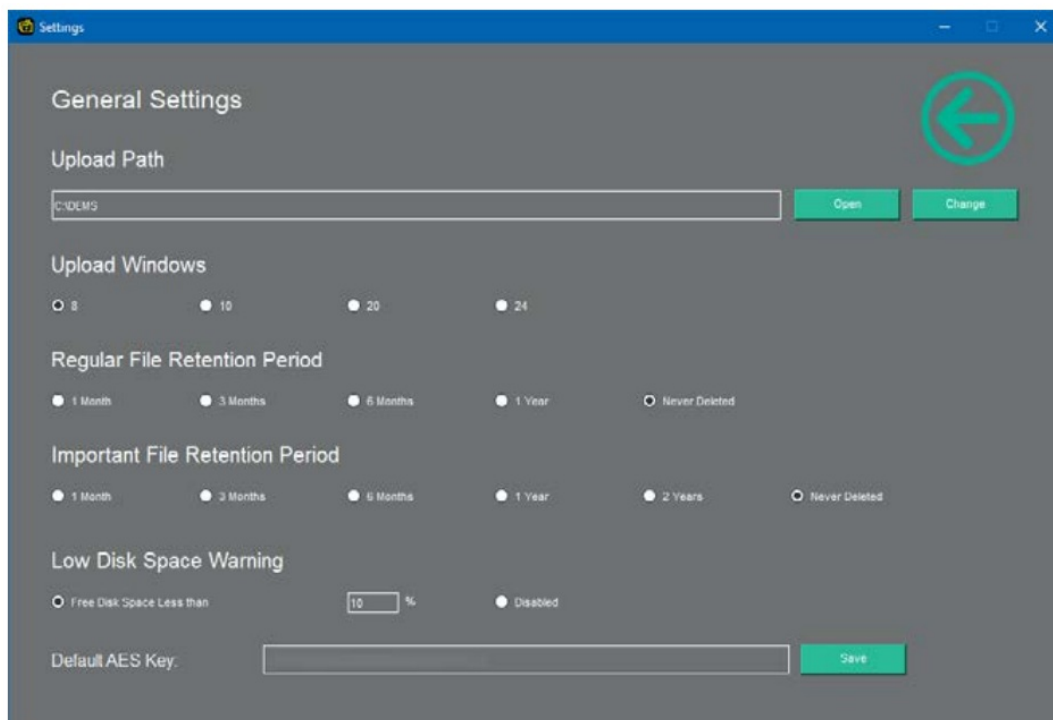 Settings
General Settings
Upload Path
C:\DEMS Open Change
Upload Windows
8 10 20 24
Regular File Retention Period
1 Month 3 Months 6 Months 1 Year Never Deleted
Important File Retention Period
1 Month 3 Months 6 Months 1 Year 2 Years Never Deleted
Low Disk Space Warning
Free Disk Space Less than 10 % Disabled
Default AES Key: Save